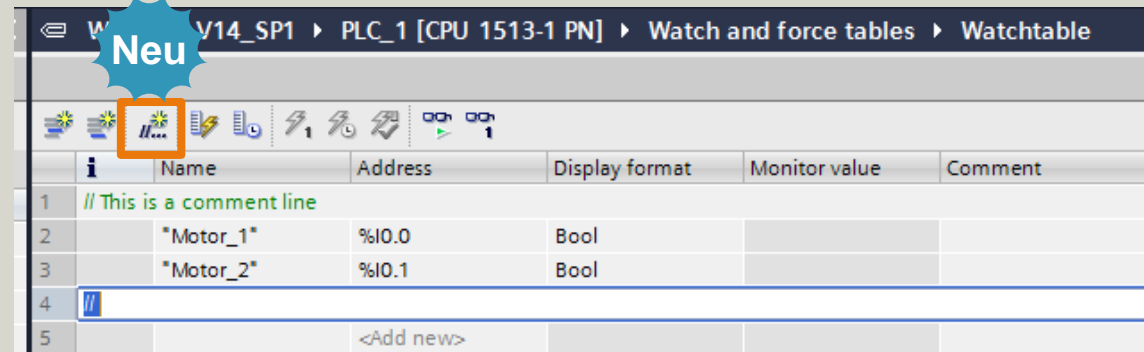 W V14_SP1 ▸ PLC_1 [CPU 1513-1 PN] ▸ Watch and force tables ▸ Watchtable
Neu
//...
1
1
i Name Address Display format Monitor value Comment
1 // This is a comment line
2 "Motor_1" %I0.0 Bool
3 "Motor_2" %I0.1 Bool
4 //
5 <Add new>